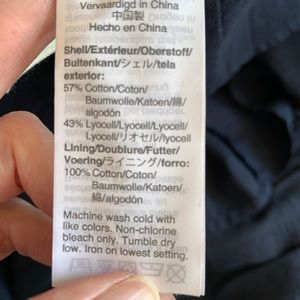 Vervaardigd in China
中国製
Hecho en China
Shell/Extérieur/Oberstoff/
Buitenkant/シェル/tela
exterior:
57% Cotton/Coton/
Baumwolle/Katoen/綿/
algodón
43% Lyocell/Lyocell/Lyocell/
Lyocell/リヨセル/lyocell
Lining/Doublure/Futter/
Voering/ライニング/forro:
100% Cotton/Coton/
Baumwolle/Katoen/
綿/algodón
Machine wash cold with
like colors. Non-chlorine
bleach only. Tumble dry
low. Iron on lowest setting.